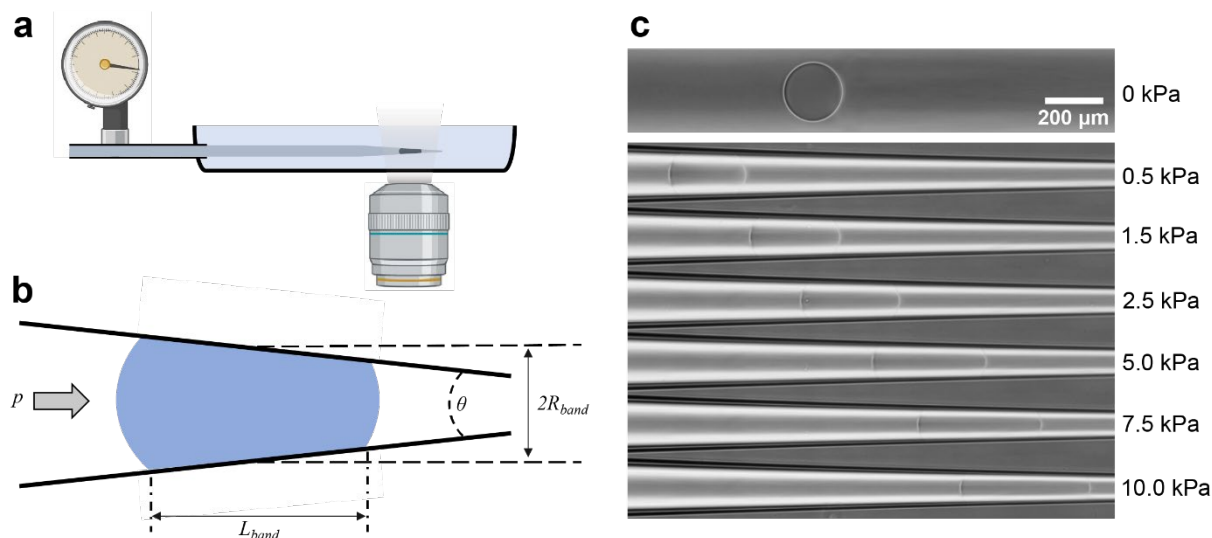 a
b
p
θ
2R_band
L_band
c
0 kPa
200 μm
0.5 kPa
1.5 kPa
2.5 kPa
5.0 kPa
7.5 kPa
10.0 kPa